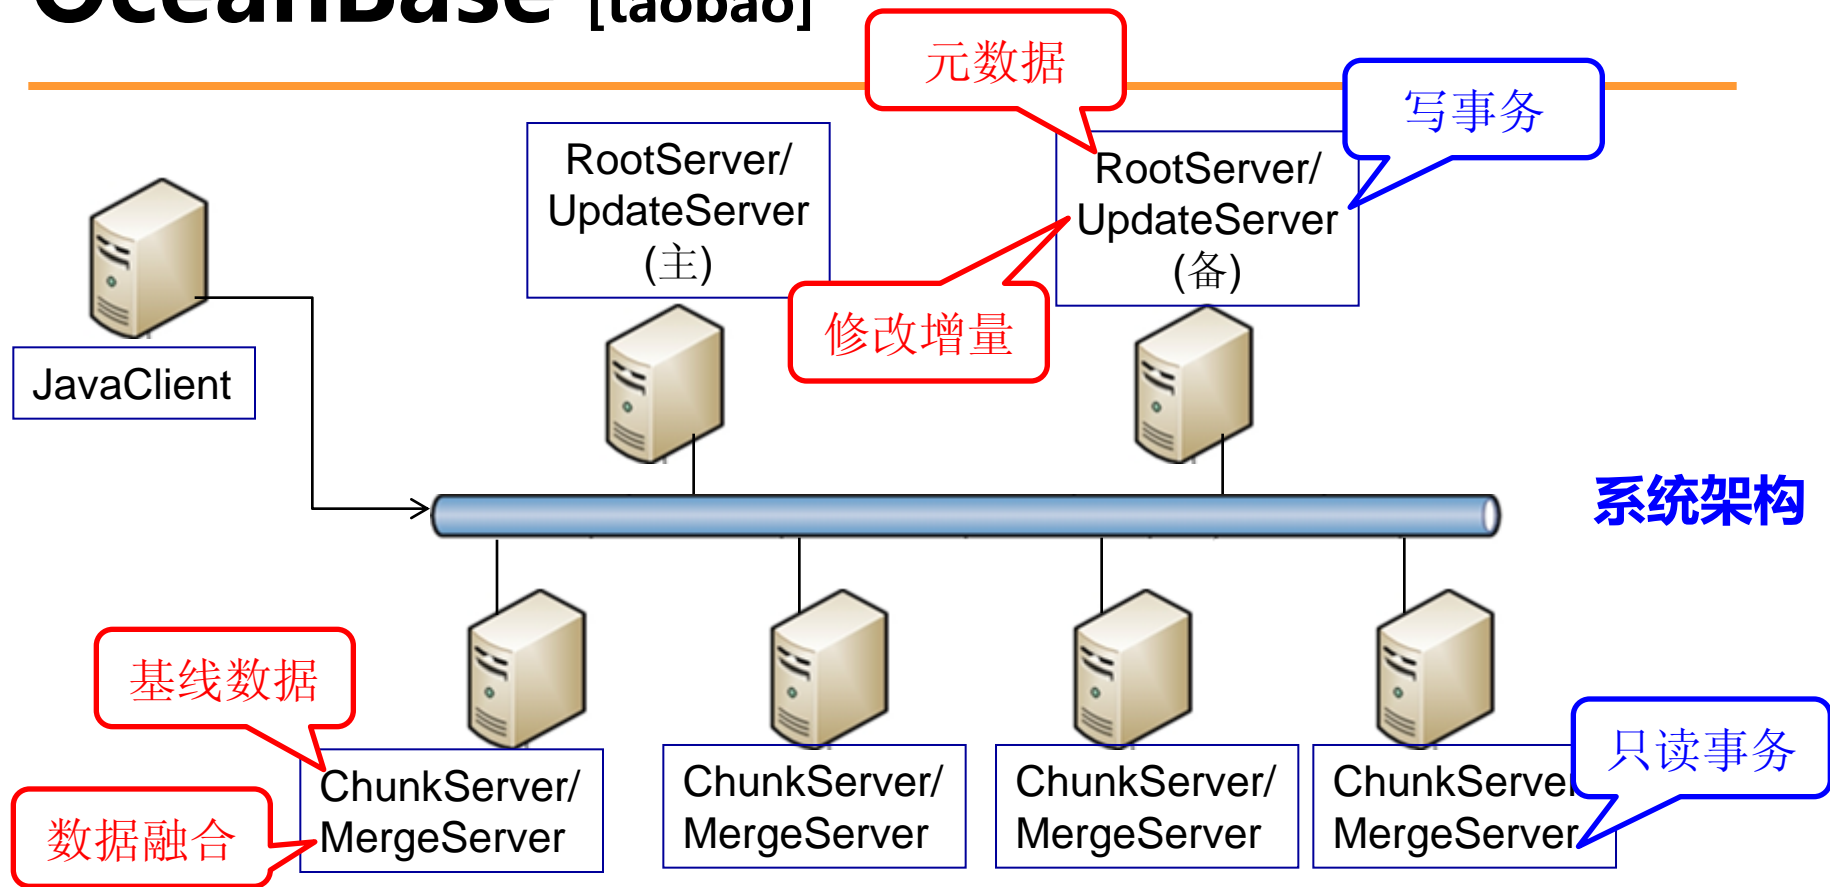 OceanBase [taobao]
元数据
写事务
RootServer/
UpdateServer
(主)
RootServer/
UpdateServer
(备)
修改增量
JavaClient
系统架构
基线数据
数据融合
ChunkServer/
MergeServer
ChunkServer/
MergeServer
ChunkServer/
MergeServer
ChunkServer
MergeServer
只读事务